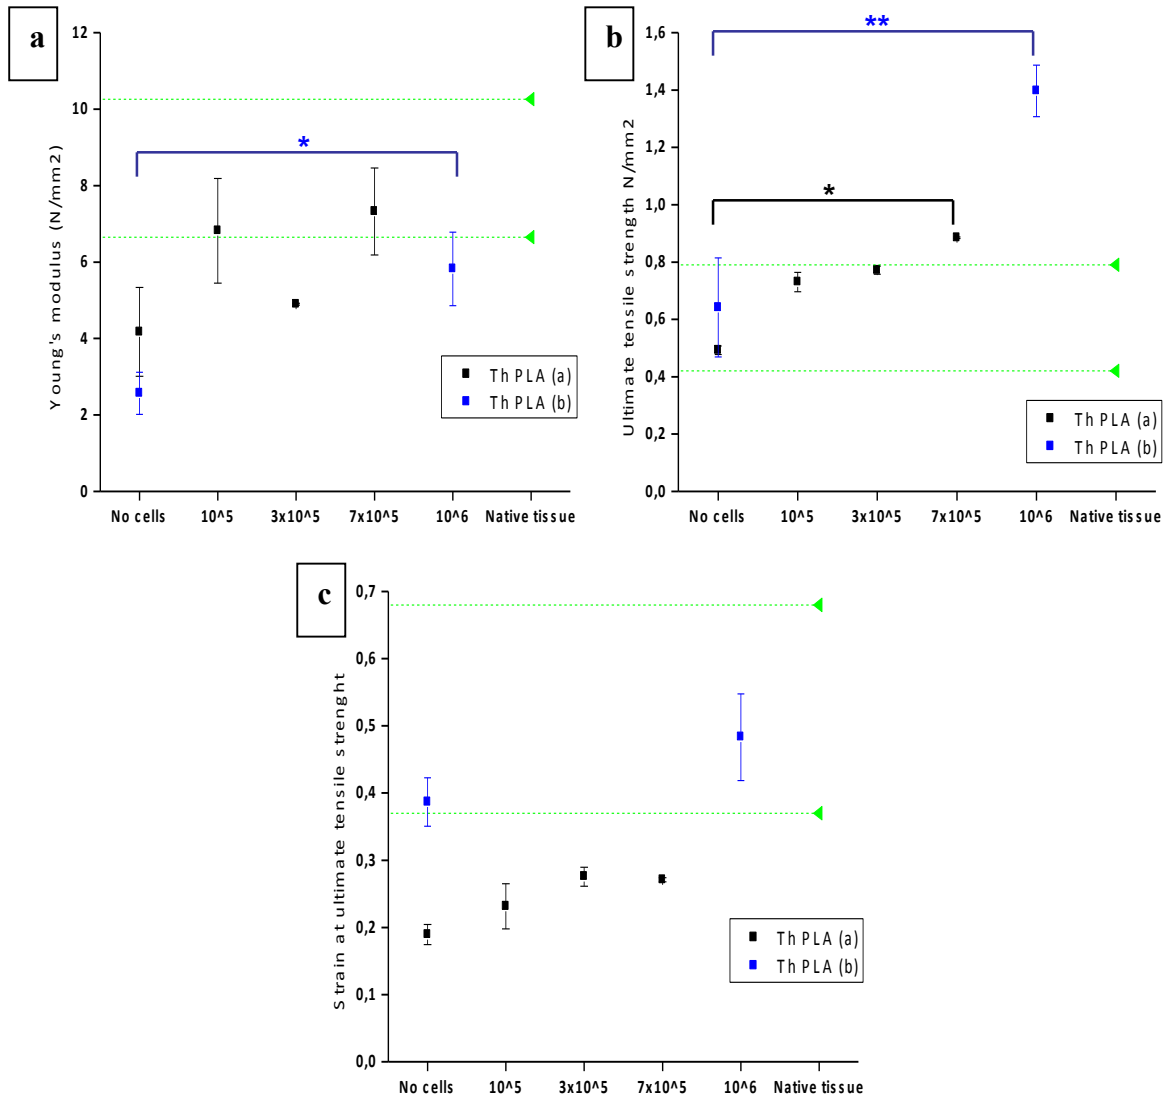 a
Young's modulus (N/mm2)
12
10
8
6
4
2
0
*
Th PLA (a)
Th PLA (b)
No cells 10^5 3x10^5 7x10^5 10^6 Native tissue
b
Ultimate tensile strength N/mm2
1,6
1,4
1,2
1,0
0,8
0,6
0,4
0,2
0,0
**
*
Th PLA (a)
Th PLA (b)
No cells 10^5 3x10^5 7x10^5 10^6 Native tissue
c
Strain at ultimate tensile strenght
0,7
0,6
0,5
0,4
0,3
0,2
0,1
0,0
Th PLA (a)
Th PLA (b)
No cells 10^5 3x10^5 7x10^5 10^6 Native tissue